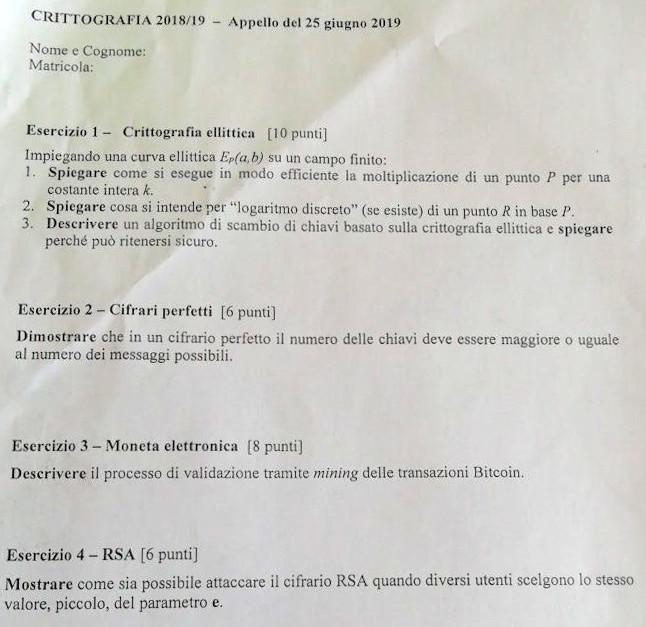 CRITTOGRAFIA 2018/19 – Appello del 25 giugno 2019
Nome e Cognome:
Matricola:
Esercizio 1 – Crittografia ellittica [10 punti]
Impiegando una curva ellittica Ep(a,b) su un campo finito:
1. Spiegare come si esegue in modo efficiente la moltiplicazione di un punto P per una
costante intera k.
2. Spiegare cosa si intende per “logaritmo discreto” (se esiste) di un punto R in base P.
3. Descrivere un algoritmo di scambio di chiavi basato sulla crittografia ellittica e spiegare
perché può ritenersi sicuro.
Esercizio 2 – Cifrari perfetti [6 punti]
Dimostrare che in un cifrario perfetto il numero delle chiavi deve essere maggiore o uguale
al numero dei messaggi possibili.
Esercizio 3 – Moneta elettronica [8 punti]
Descrivere il processo di validazione tramite mining delle transazioni Bitcoin.
Esercizio 4 – RSA [6 punti]
Mostrare come sia possibile attaccare il cifrario RSA quando diversi utenti scelgono lo stesso
valore, piccolo, del parametro e.